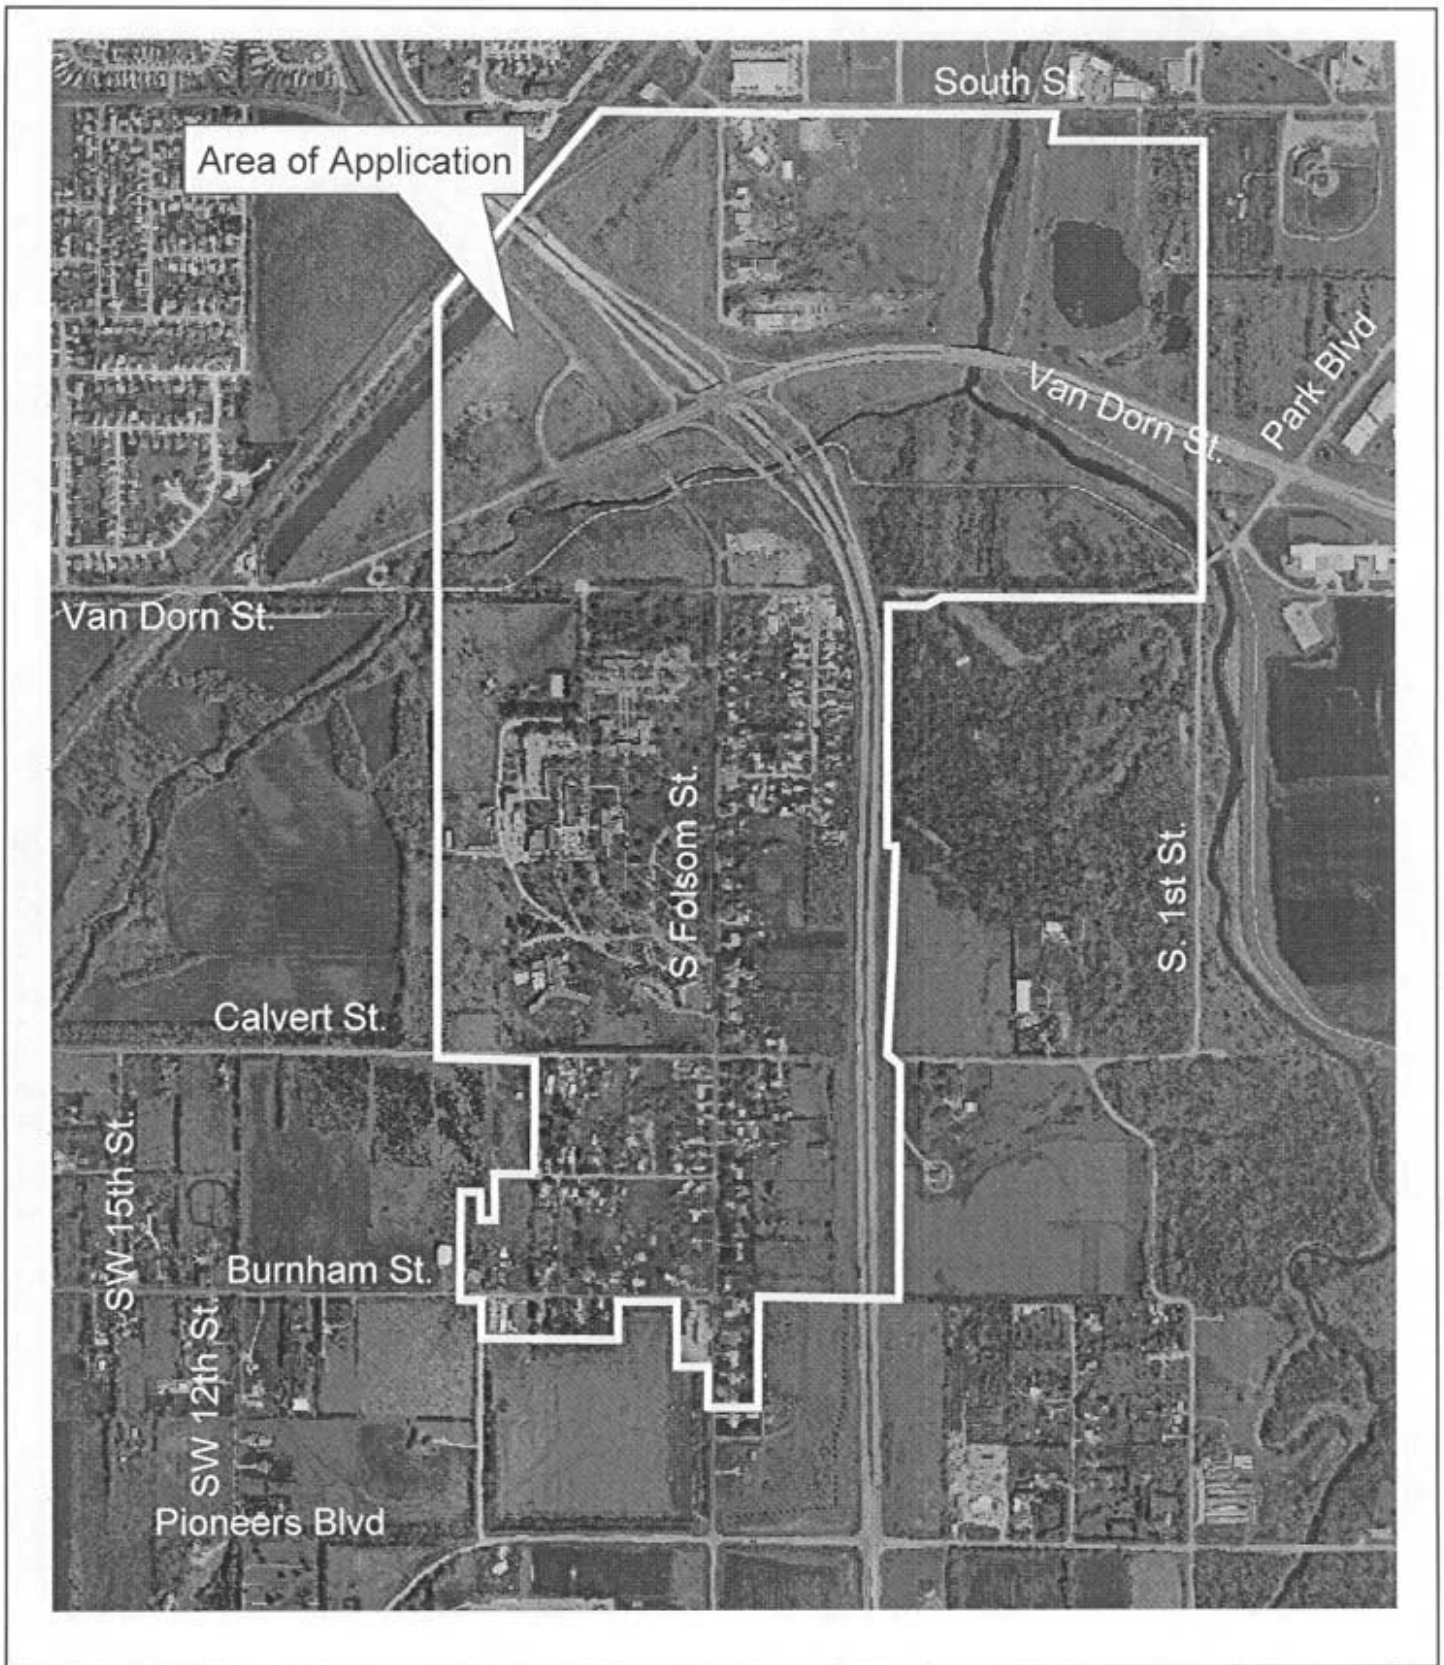 South St.
Area of Application
Park Blvd
Van Dorn St.
Van Dorn St.
S Folsom St.
S. 1st St.
Calvert St.
SW 15th St.
Burnham St.
SW 12th St.
Pioneers Blvd